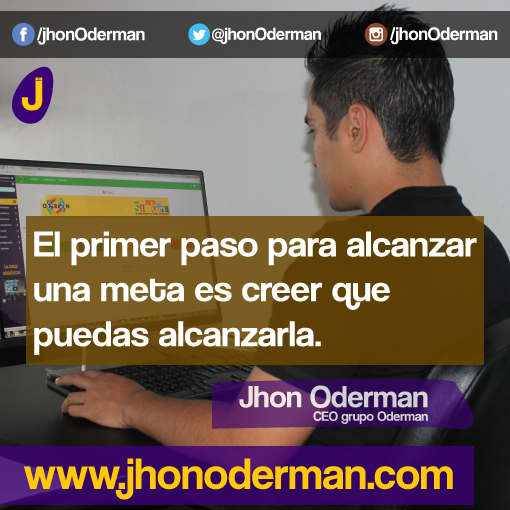 /jhonOderman
@jhonOderman
/jhonOderman
J
El primer paso para alcanzar
una meta es creer que
puedas alcanzarla.
Jhon Oderman
CEO grupo Oderman
www.jhonoderman.com